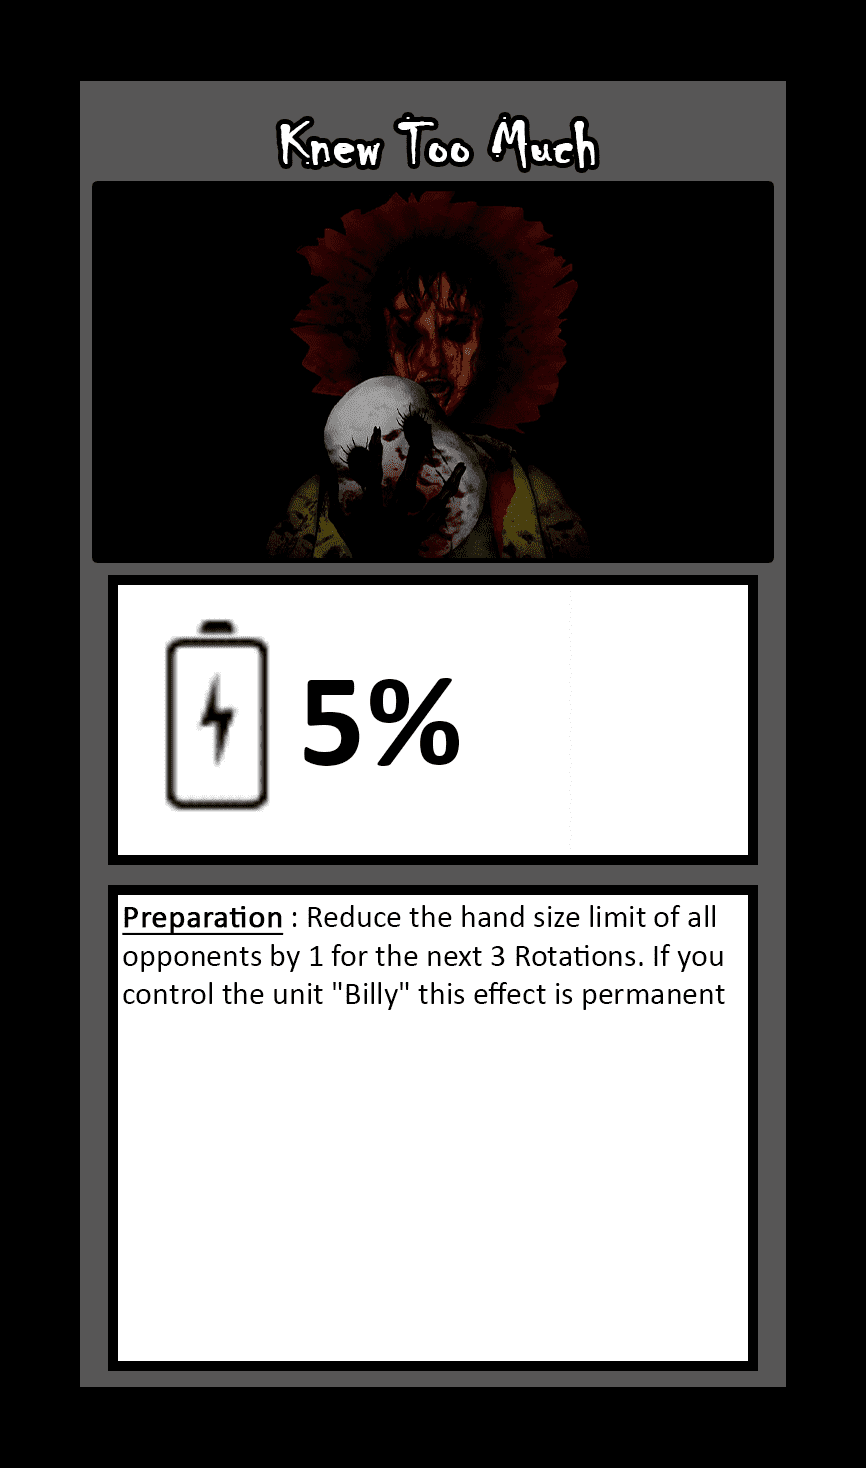 Knew Too Much
5%
Preparation : Reduce the hand size limit of all
opponents by 1 for the next 3 Rotations. If you
control the unit "Billy" this effect is permanent